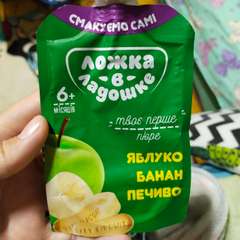 СМАКУЄМО САМІ
ЛОЖКА
В
ЛАДОШКЕ
6+
МІСЯЦІВ
твоє перше
пюре
ЯБЛУКО
БАНАН
ПЕЧИВО